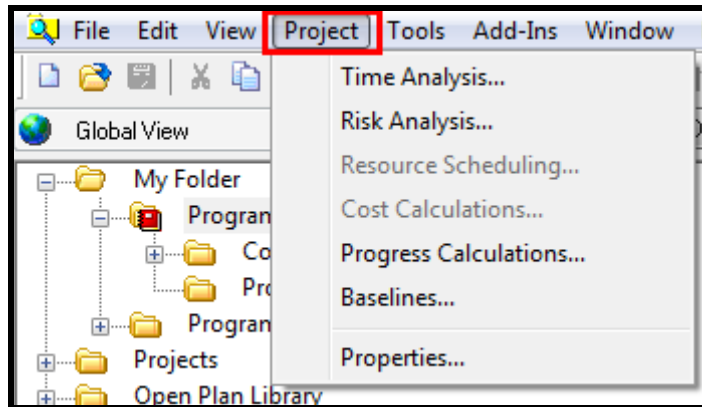 File Edit View Project Tools Add-Ins Window
Time Analysis...
Global View
Risk Analysis...
My Folder
Resource Scheduling...
Cost Calculations...
Progress Calculations...
Baselines...
Projects
Properties...
Open Plan Library